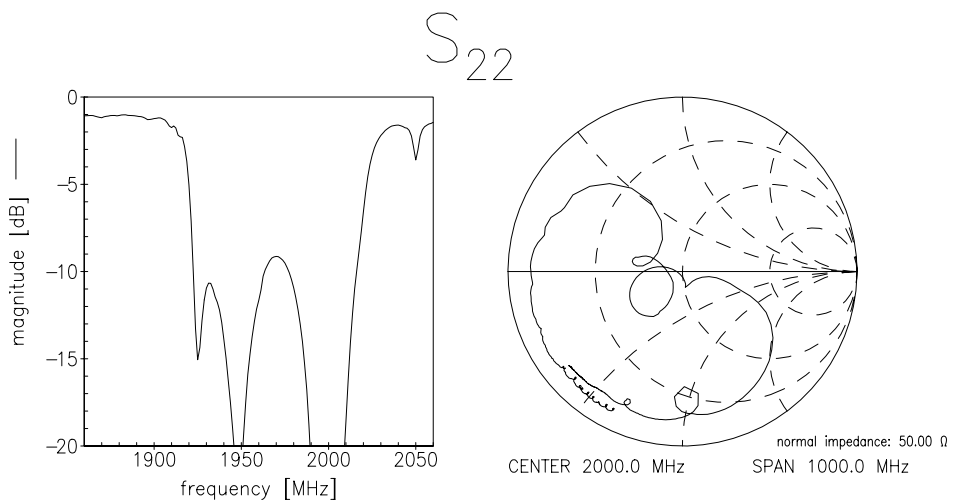 S22
magnitude [dB]
0
−5
−10
−15
−20
1900
1950
2000
2050
frequency [MHz]
normal impedance: 50.00 Ω
CENTER 2000.0 MHz
SPAN 1000.0 MHz